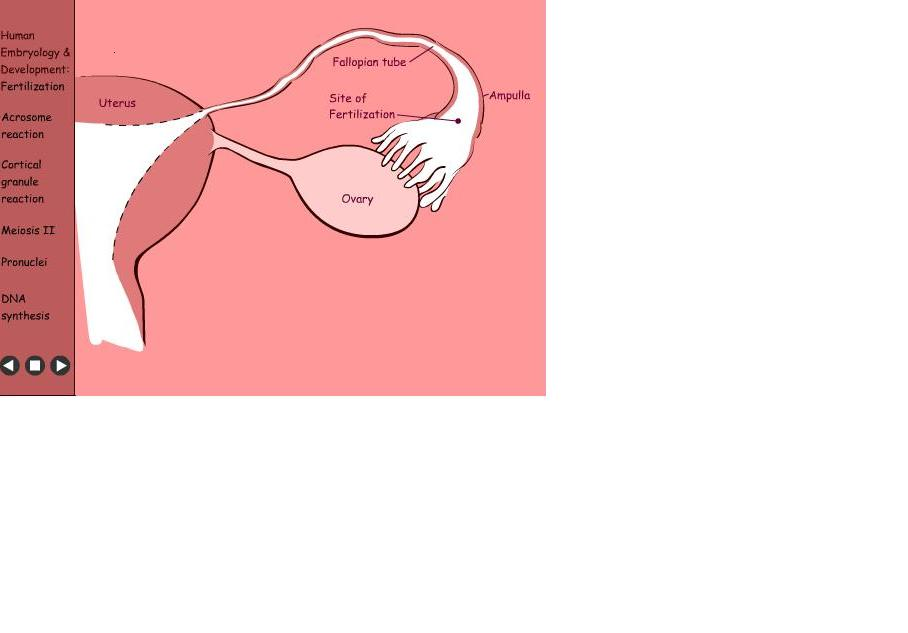 Human
Embryology &
Development:
Fertilization
Acrosome
reaction
Cortical
granule
reaction
Meiosis II
Pronuclei
DNA
synthesis
Uterus
Fallopian tube
Site of
Fertilization
Ampulla
Ovary